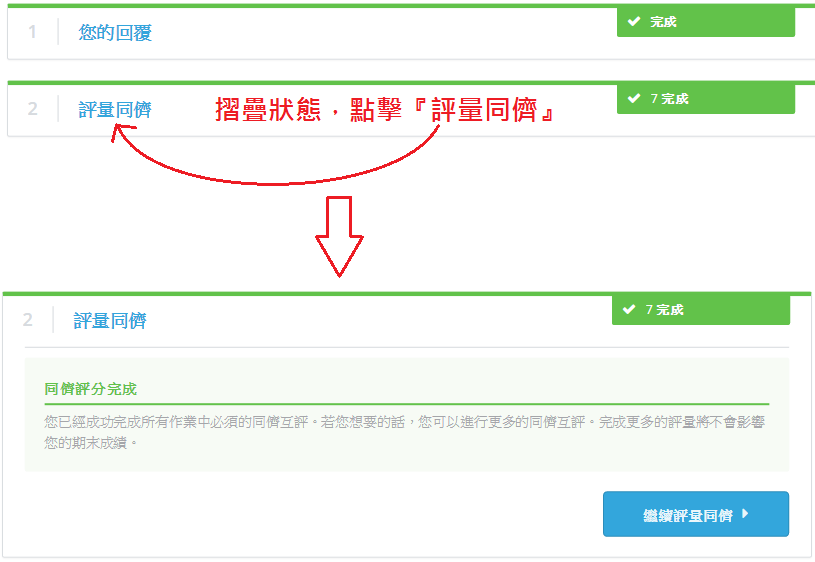 1 您的回覆 完成
2 評量同儕 摺疊狀態，點擊『評量同儕』 7 完成
2 評量同儕 7 完成
同儕評分完成
您已經成功完成所有作業中必須的同儕互評。若您想要的話，您可以進行更多的同儕互評。完成更多的評量將不會影響
您的期末成績。
繼續評量同儕